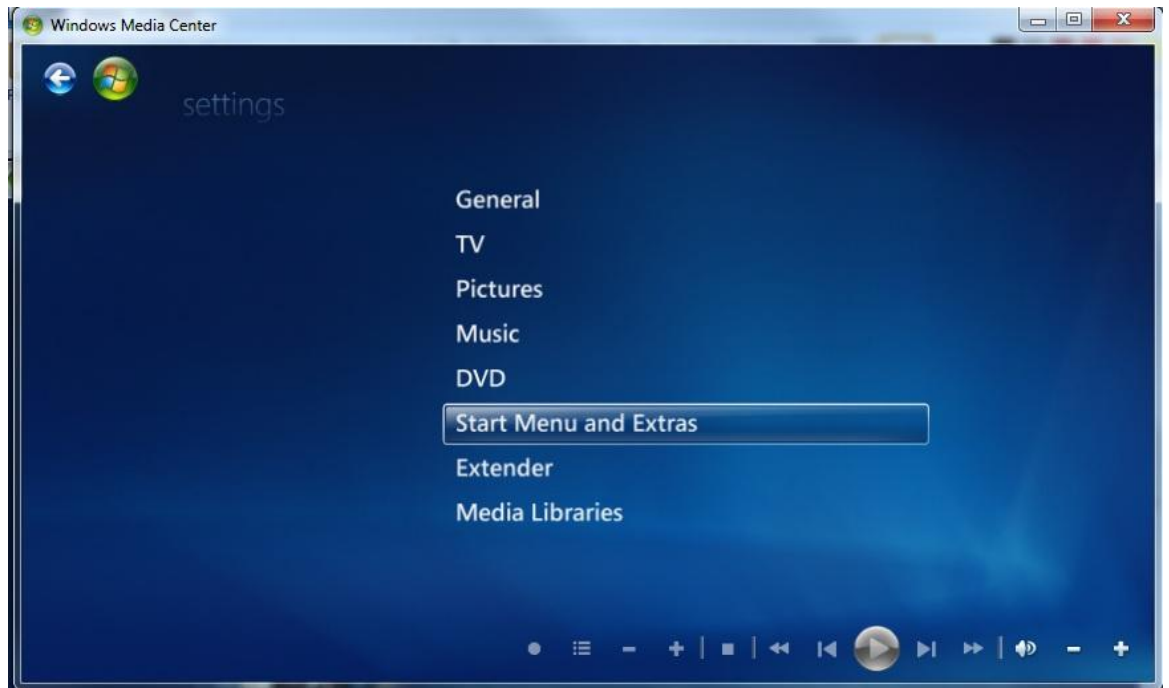 Windows Media Center
settings
General
TV
Pictures
Music
DVD
Start Menu and Extras
Extender
Media Libraries